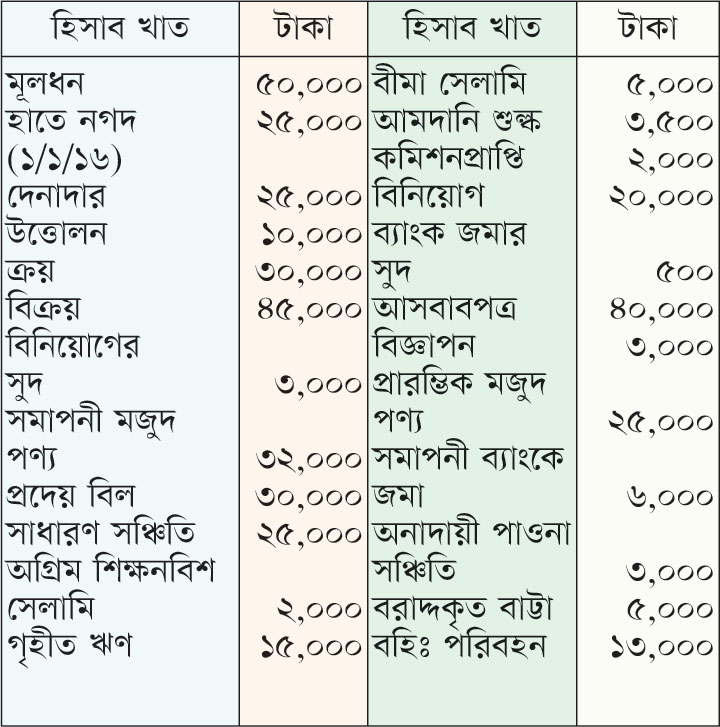 হিসাব খাত টাকা হিসাব খাত টাকা
মূলধন ৫০,০০০ বীমা সেলামি ৫,০০০
হাতে নগদ ২৫,০০০ আমদানি শুল্ক ৩,৫০০
(১/১/১৬) কমিশনপ্রাপ্তি ২,০০০
দেনাদার ২৫,০০০ বিনিয়োগ ২০,০০০
উত্তোলন ১০,০০০ ব্যাংক জমার
ক্রয় ৩০,০০০ সুদ ৫০০
বিক্রয় ৪৫,০০০ আসবাবপত্র ৪০,০০০
বিনিয়োগের বিজ্ঞাপন ৩,০০০
সুদ ৩,০০০ প্রারম্ভিক মজুদ
সমাপনী মজুদ পণ্য ২৫,০০০
পণ্য ৩২,০০০ সমাপনী ব্যাংকে
প্রদেয় বিল ৩০,০০০ জমা ৬,০০০
সাধারণ সঞ্চিতি ২৫,০০০ অনাদায়ী পাওনা
অগ্রিম শিক্ষনবিশ সঞ্চিতি ৩,০০০
সেলামি ২,০০০ বরাদ্দকৃত বাট্টা ৫,০০০
গৃহীত ঋণ ১৫,০০০ বহিঃ পরিবহন ১৩,০০০